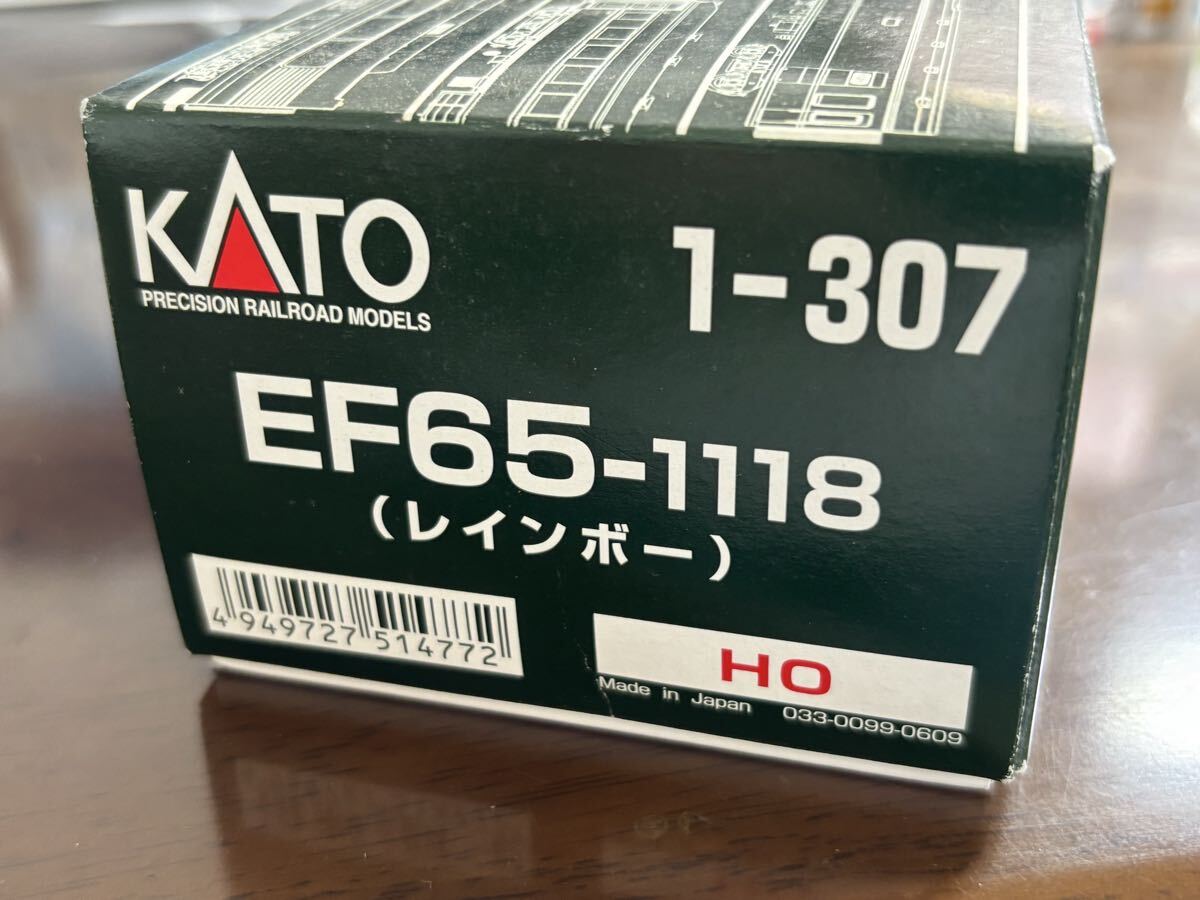 KATO
PRECISION RAILROAD MODELS
1-307
EF65-1118
(レインボー)
4 949727 514772
HO
Made in Japan 033-0099-0609